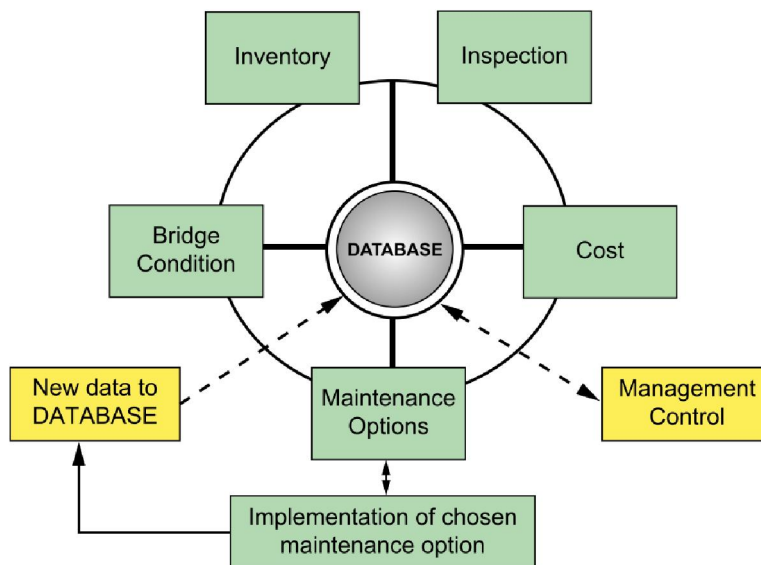 Inventory
Inspection
Bridge
Condition
DATABASE
Cost
New data to
DATABASE
Maintenance
Options
Management
Control
Implementation of chosen
maintenance option